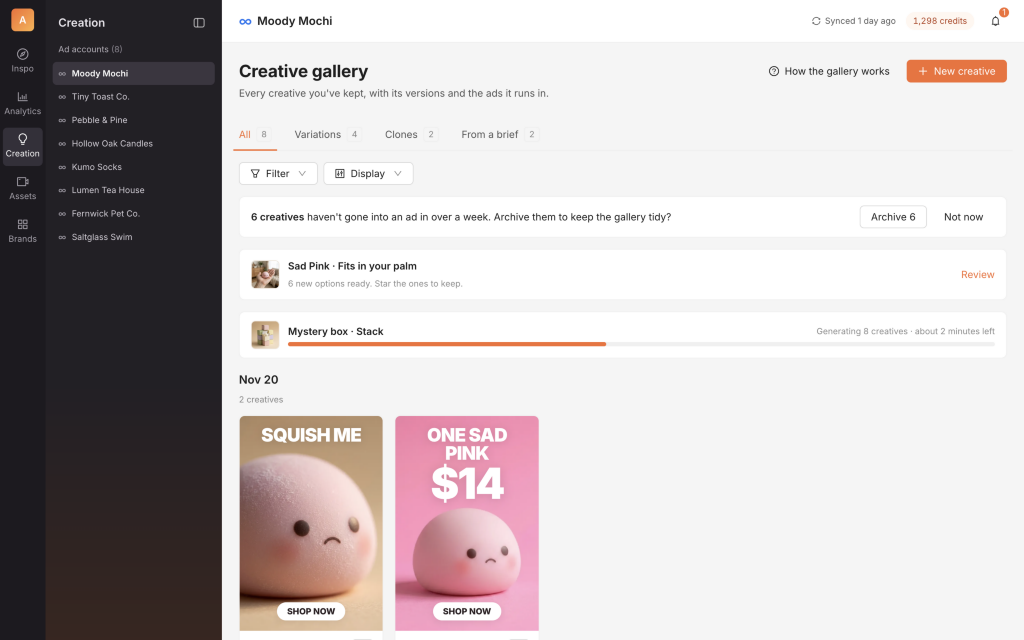 A
Inspo
Analytics
Creation
Assets
Brands
Creation
Ad accounts (8)
Moody Mochi
Tiny Toast Co.
Pebble & Pine
Hollow Oak Candles
Kumo Socks
Lumen Tea House
Fernwick Pet Co.
Saltglass Swim
Moody Mochi
Synced 1 day ago
1,298 credits
1
Creative gallery
How the gallery works
New creative
Every creative you've kept, with its versions and the ads it runs in.
All 8
Variations 4
Clones 2
From a brief 2
Filter
Display
6 creatives haven't gone into an ad in over a week. Archive them to keep the gallery tidy?
Archive 6
Not now
Sad Pink · Fits in your palm
6 new options ready. Star the ones to keep.
Review
Mystery box · Stack
Generating 8 creatives · about 2 minutes left
Nov 20
2 creatives
SQUISH ME
SHOP NOW
ONE SAD
PINK
$14
SHOP NOW